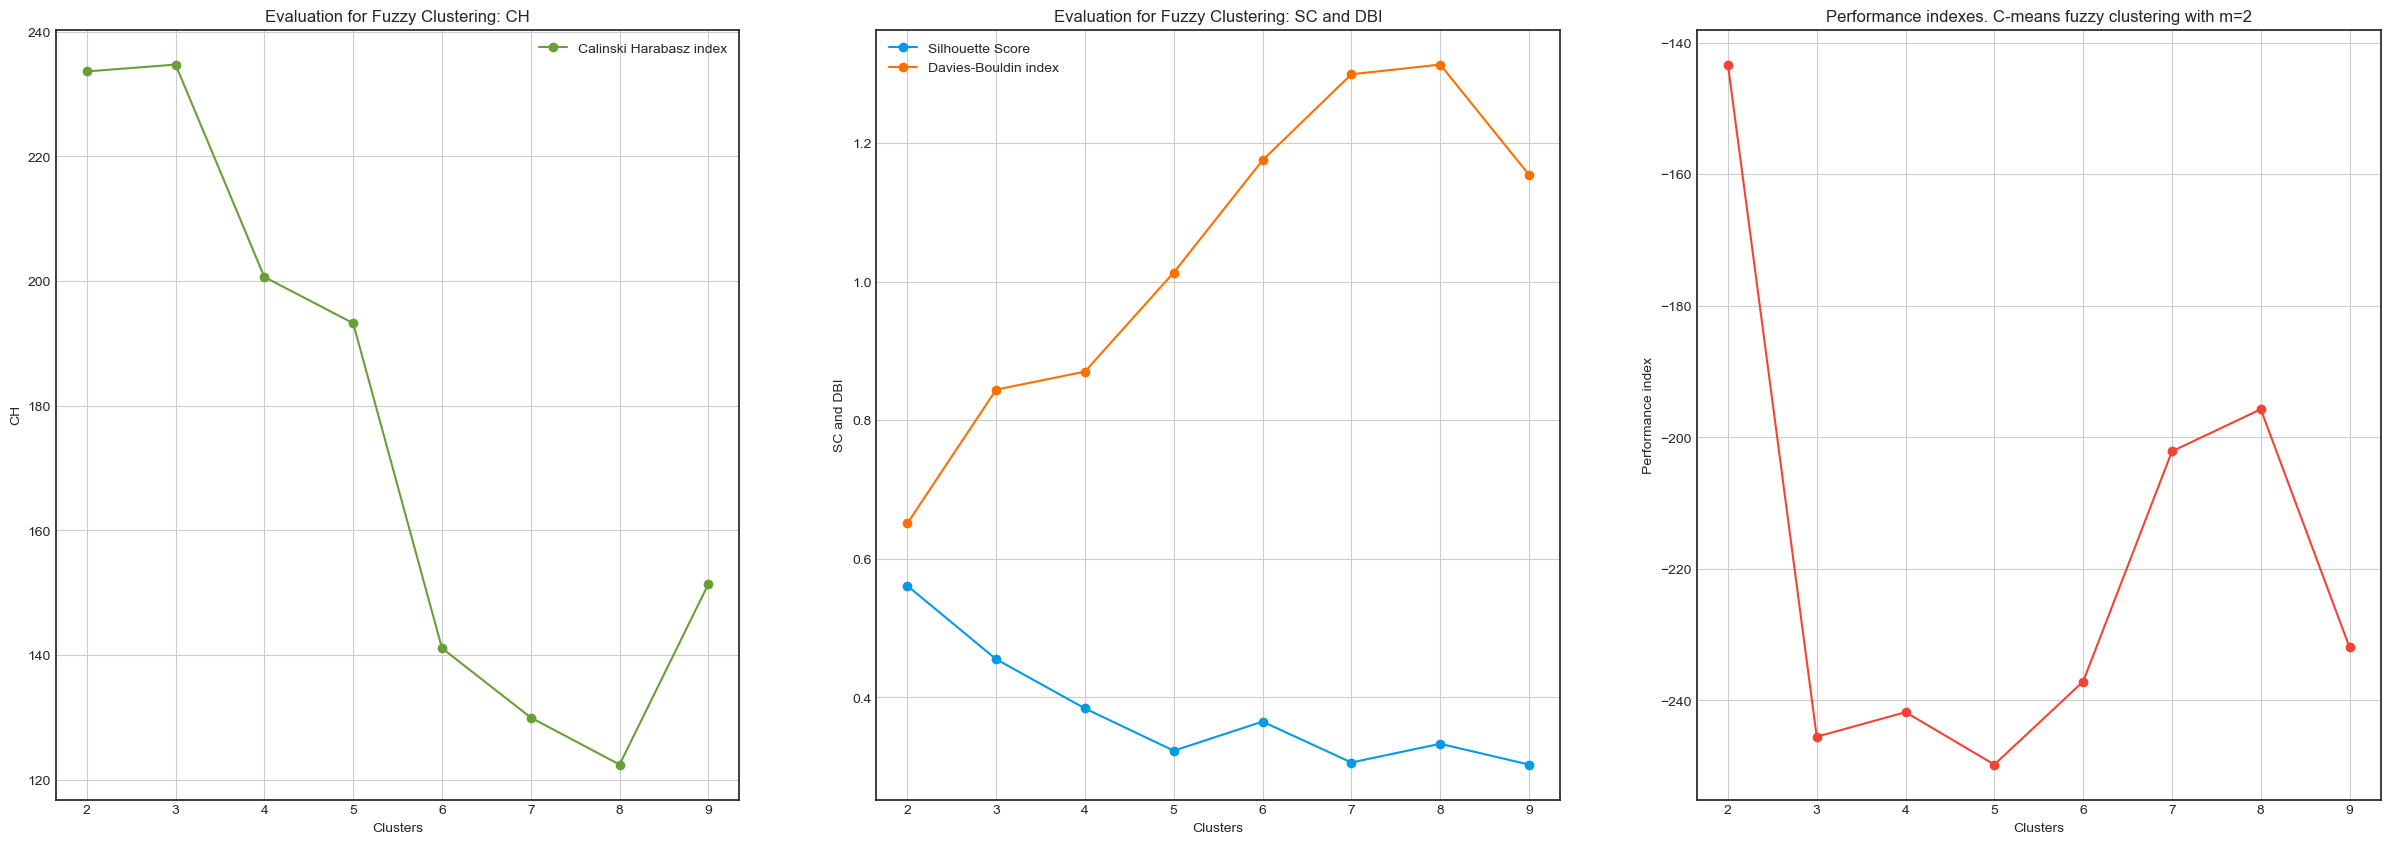 Evaluation for Fuzzy Clustering: CH
Calinski Harabasz index
240
220
200
180
160
140
120
CH
2 3 4 5 6 7 8 9
Clusters
Evaluation for Fuzzy Clustering: SC and DBI
Silhouette Score
Davies-Bouldin index
1.2
1.0
0.8
0.6
0.4
SC and DBI
2 3 4 5 6 7 8 9
Clusters
Performance indexes. C-means fuzzy clustering with m=2
−140
−160
−180
−200
−220
−240
Performance index
2 3 4 5 6 7 8 9
Clusters